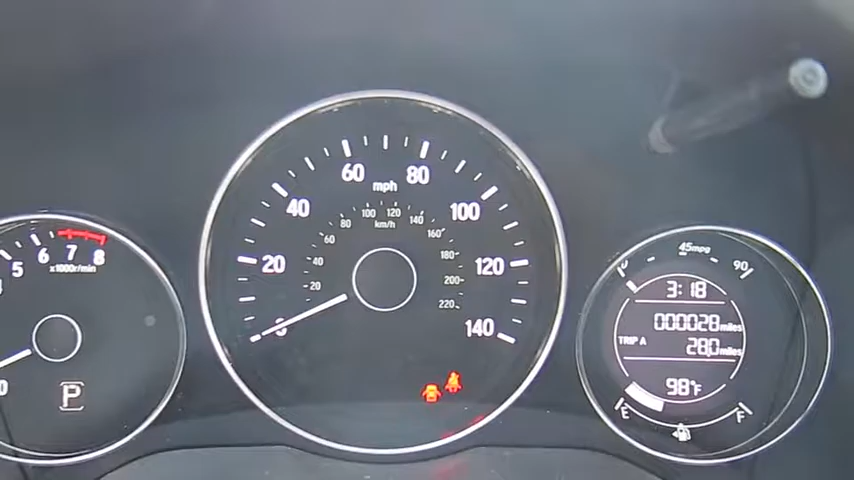 5
6
7
8
x1000r/min
0
P
0
20
40
60
80
100
120
140
mph
20
40
60
80
100
120
140
160
180
200
220
km/h
45mpg
0
90
3:18
000028miles
TRIP A
28.0miles
98°F
E
F